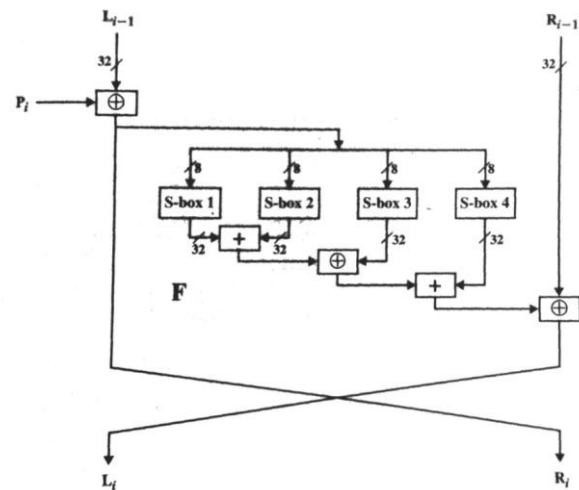 L_{i−1}
R_{i−1}
32
32
P_i
⊕
8 8 8 8
S-box 1 S-box 2 S-box 3 S-box 4
32 + 32 32 32
⊕
+
F
⊕
L_i R_i